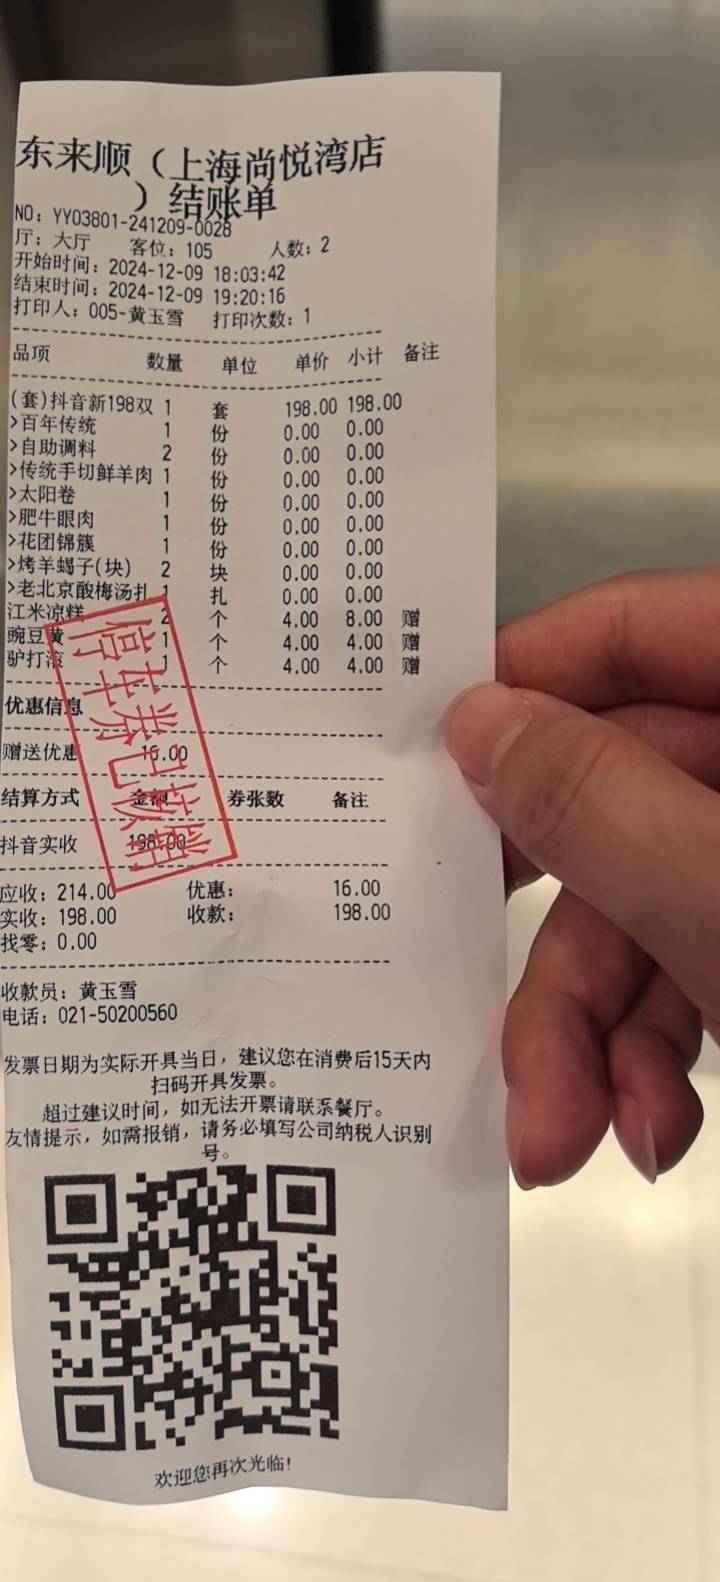 东来顺（上海尚悦湾店
）结账单
NO: YY03801-241209-0028
厅: 大厅 客位: 105 人数: 2
开始时间: 2024-12-09 18:03:42
结束时间: 2024-12-09 19:20:16
打印人: 005-黄玉雪 打印次数: 1
品项 数量 单位 单价 小计 备注
(套)抖音新198双 1 套 198.00 198.00
>百年传统 1 份 0.00 0.00
>自助调料 2 份 0.00 0.00
>传统手切鲜羊肉 1 份 0.00 0.00
>太阳卷 1 份 0.00 0.00
>肥牛眼肉 1 份 0.00 0.00
>花团锦簇 1 份 0.00 0.00
>烤羊蝎子(块) 2 块 0.00 0.00
>老北京酸梅汤扎 1 扎 0.00 0.00
江米凉糕 2 个 4.00 8.00 赠
豌豆黄 1 个 4.00 4.00 赠
驴打滚 1 个 4.00 4.00 赠
停车券已核销
优惠信息
赠送优惠 16.00
结算方式 金额 券张数 备注
抖音实收 198.00
应收: 214.00 优惠: 16.00
实收: 198.00 收款: 198.00
找零: 0.00
收款员: 黄玉雪
电话: 021-50200560
发票日期为实际开具当日，建议您在消费后15天内
扫码开具发票。
超过建议时间，如无法开票请联系餐厅。
友情提示，如需报销，请务必填写公司纳税人识别
号。
欢迎您再次光临!